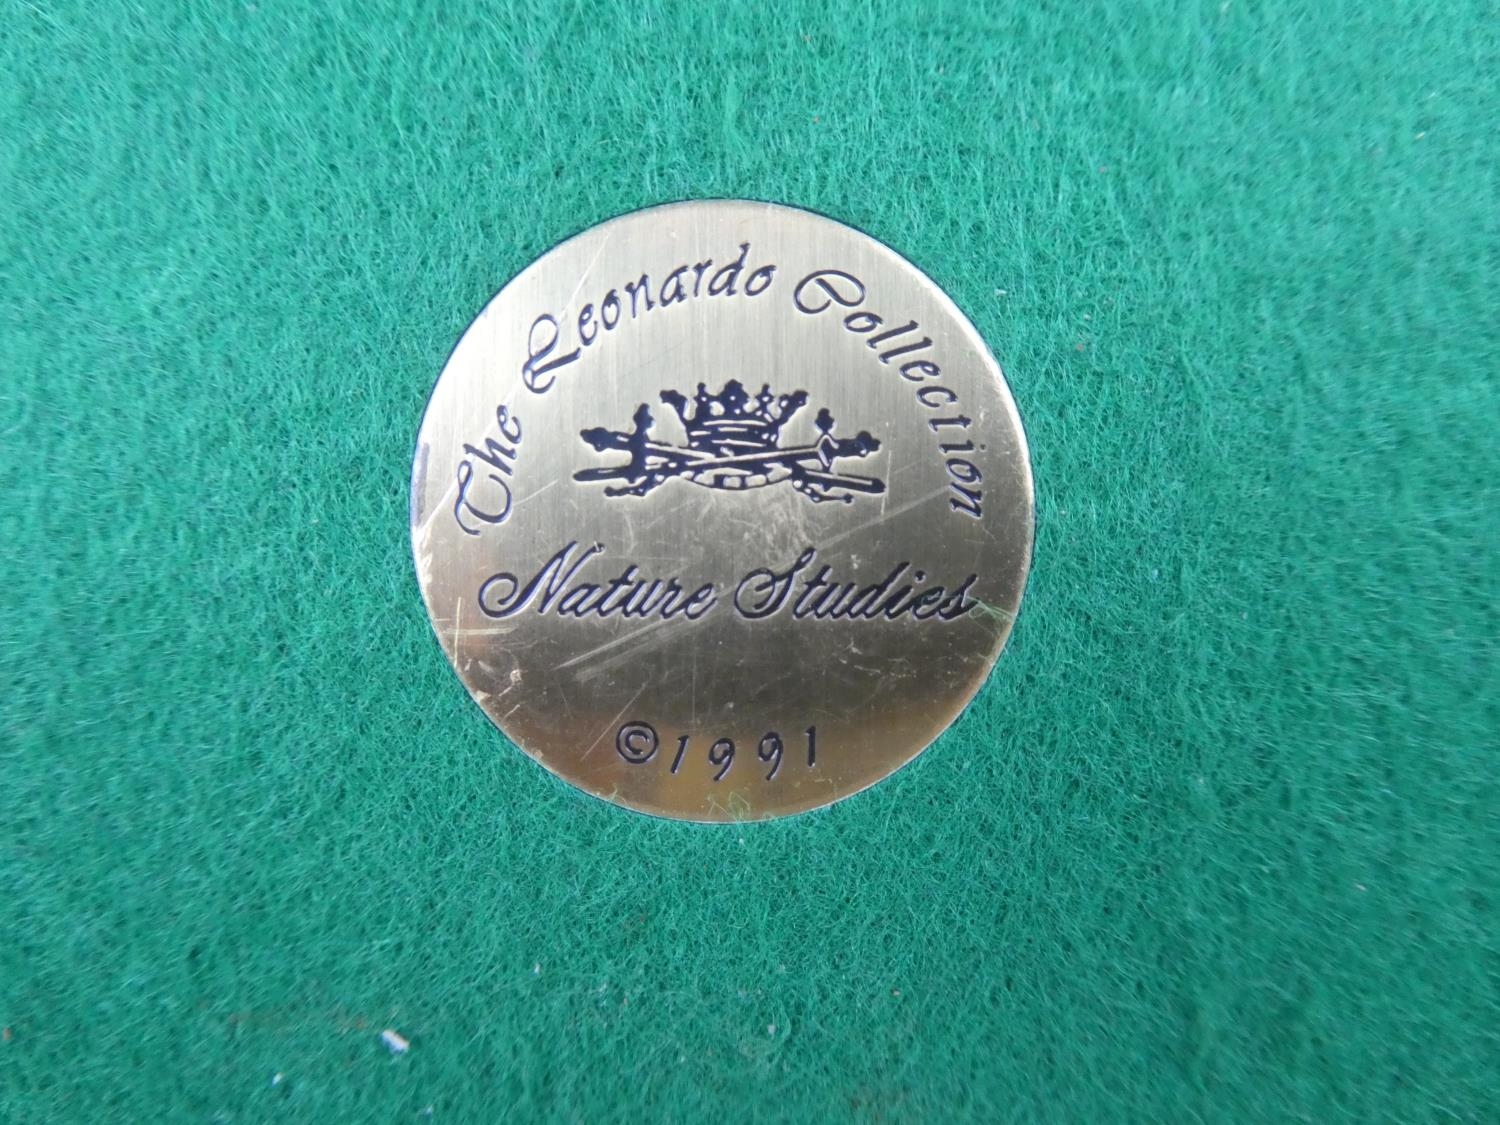 The Leonardo Collection
Nature Studies
©1991